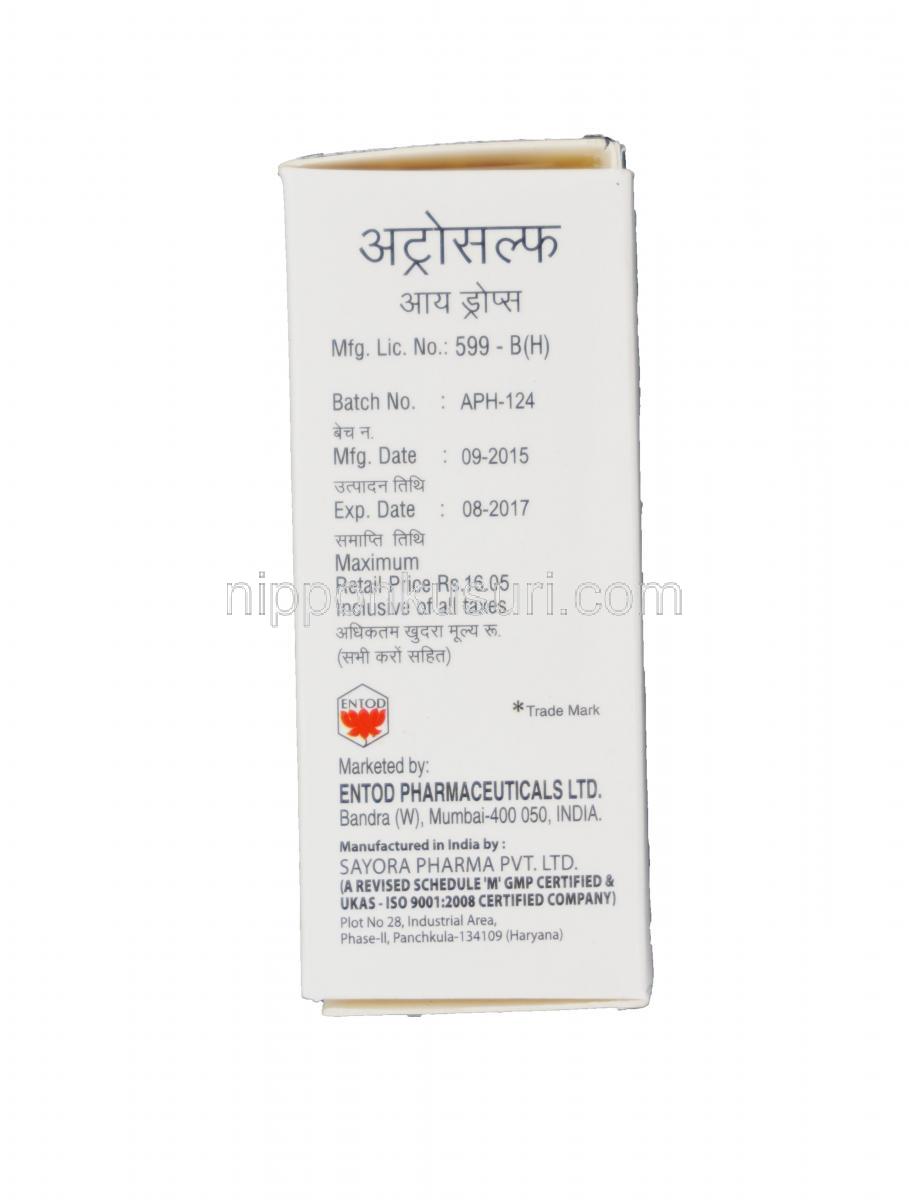 अट्रोसल्फ
आय ड्रोप्स
Mfg. Lic. No.: 599 - B(H)
Batch No. : APH-124
बेच न.
Mfg. Date : 09-2015
उत्पादन तिथि
Exp. Date : 08-2017
समाप्ति तिथि
Maximum
Retail Price Rs.16.05
nipponkusuri.com
Inclusive of all taxes
अधिकतम खुदरा मूल्य रू.
(सभी करों सहित)
ENTOD
*Trade Mark
Marketed by:
ENTOD PHARMACEUTICALS LTD.
Bandra (W), Mumbai-400 050, INDIA.
Manufactured in India by :
SAYORA PHARMA PVT. LTD.
(A REVISED SCHEDULE 'M' GMP CERTIFIED &
UKAS - ISO 9001:2008 CERTIFIED COMPANY)
Plot No 28, Industrial Area,
Phase-II, Panchkula-134109 (Haryana)